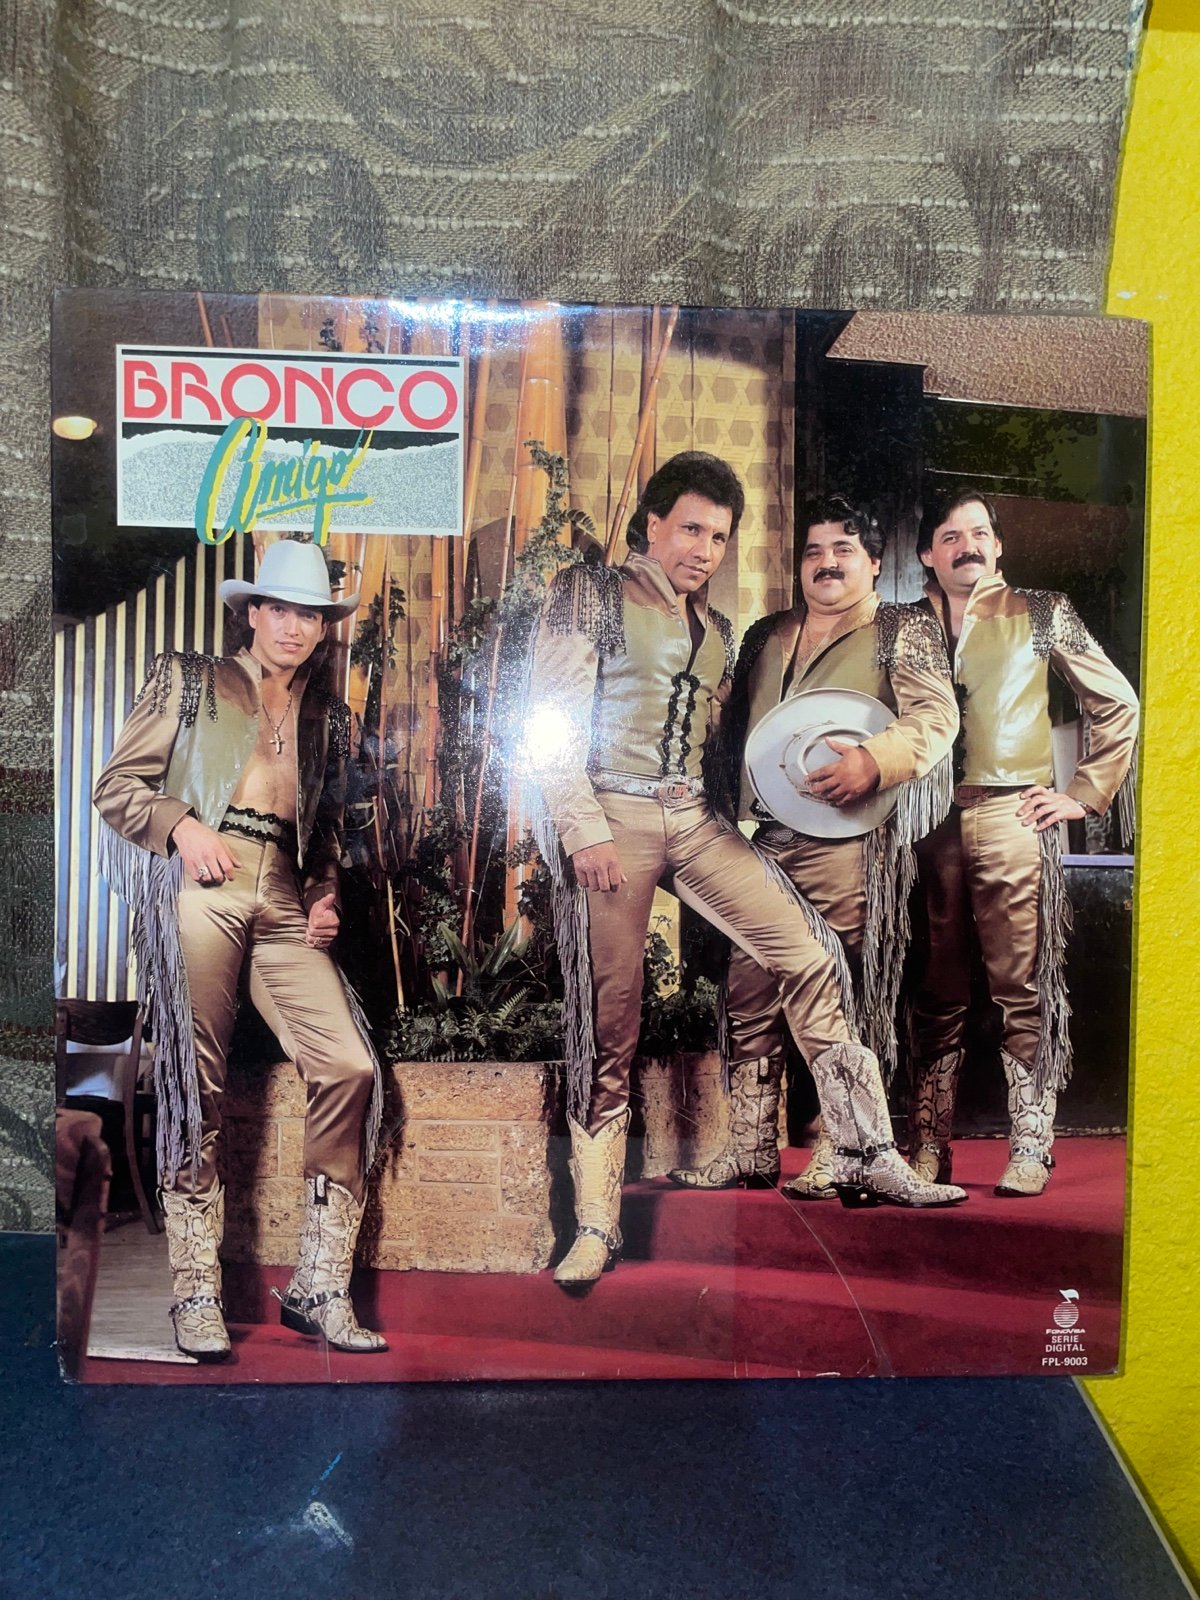 BRONCO
Amigo
FONOVISA
SERIE
DIGITAL
FPL-9003